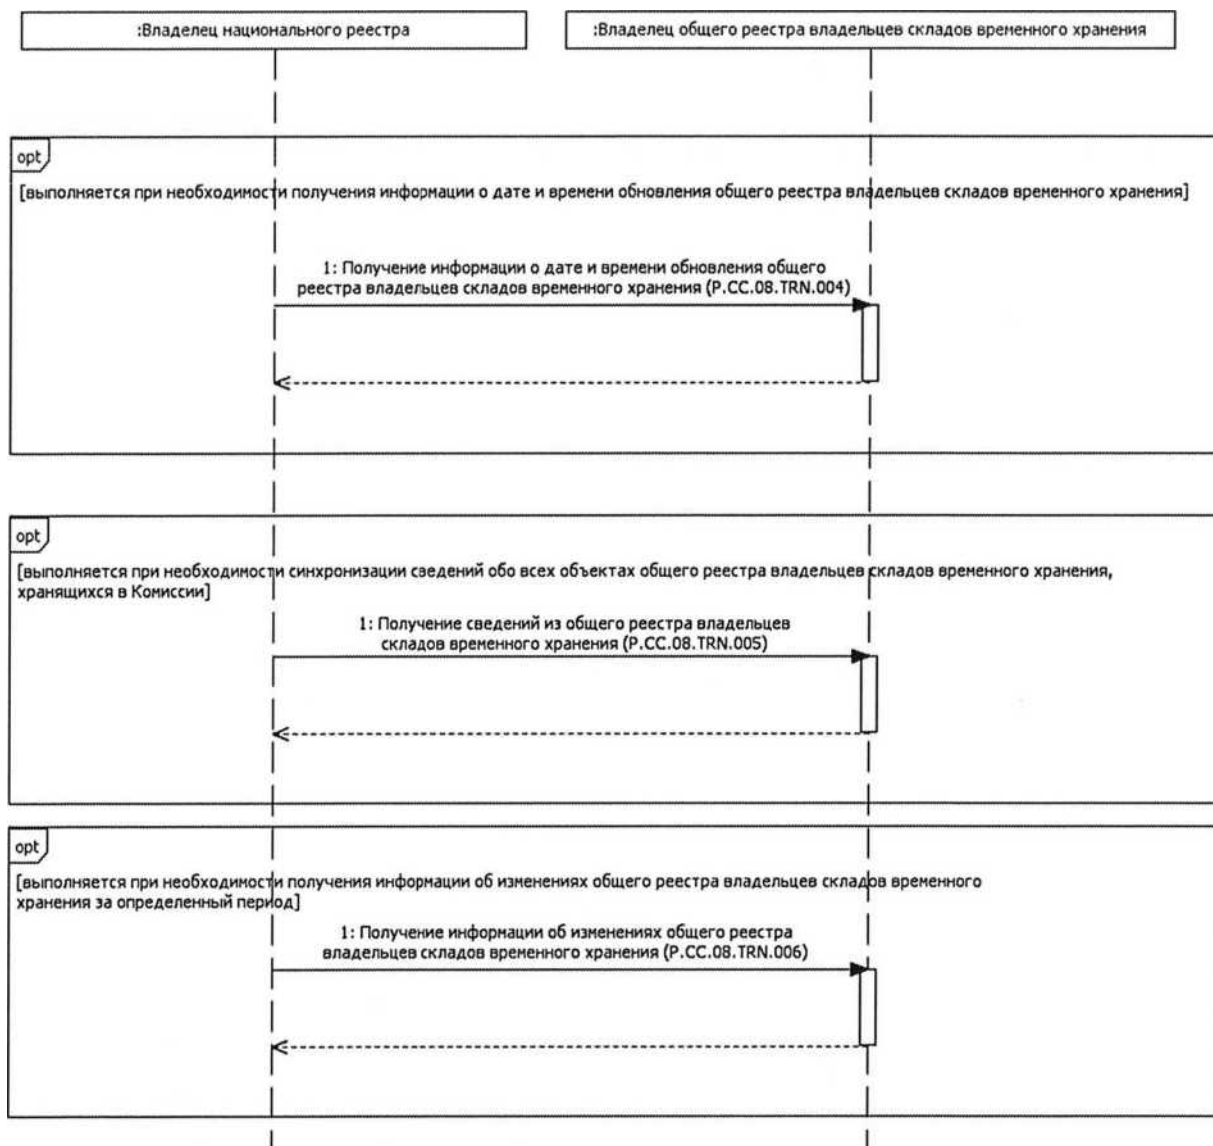 :Владелец национального реестра
:Владелец общего реестра владельцев складов временного хранения
opt
[выполняется при необходимости получения информации о дате и времени обновления общего реестра владельцев складов временного хранения]
1: Получение информации о дате и времени обновления общего
реестра владельцев складов временного хранения (P.CC.08.TRN.004)
opt
[выполняется при необходимости синхронизации сведений обо всех объектах общего реестра владельцев складов временного хранения,
хранящихся в Комиссии]
1: Получение сведений из общего реестра владельцев
складов временного хранения (P.CC.08.TRN.005)
opt
[выполняется при необходимости получения информации об изменениях общего реестра владельцев складов временного
хранения за определенный период]
1: Получение информации об изменениях общего реестра
владельцев складов временного хранения (P.CC.08.TRN.006)